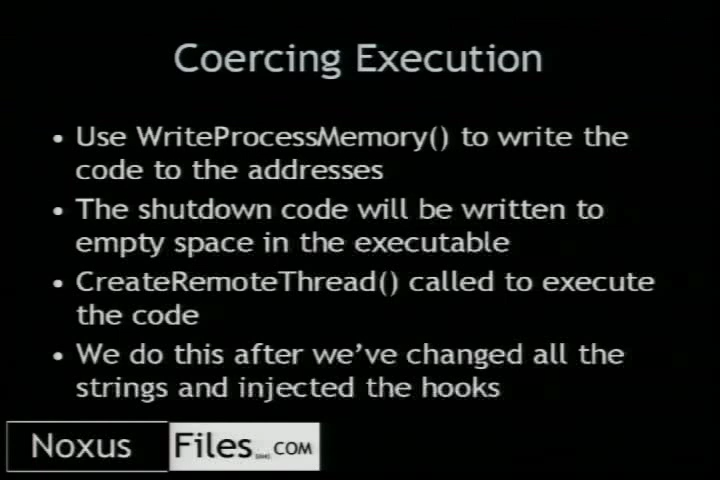 Coercing Execution
• Use WriteProcessMemory() to write the
code to the addresses
• The shutdown code will be written to
empty space in the executable
• CreateRemoteThread() called to execute
the code
• We do this after we've changed all the
strings and injected the hooks
Noxus Files COM